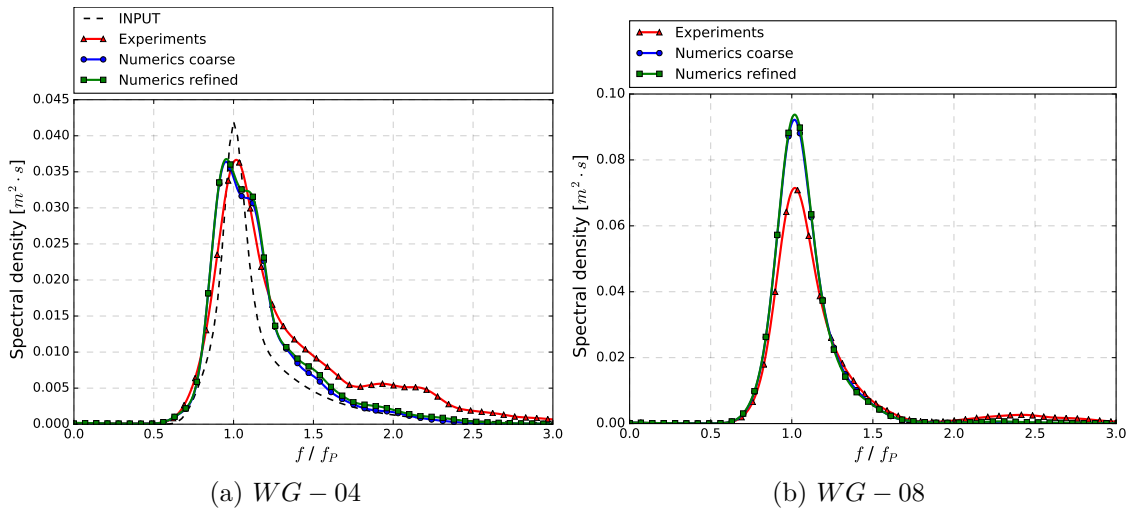 INPUT
Experiments
Numerics coarse
Numerics refined
0.045
0.040
0.035
0.030
0.025
0.020
0.015
0.010
0.005
0.000
Spectral density [m² · s]
0.0 0.5 1.0 1.5 2.0 2.5 3.0
f / f_P
(a) WG − 04
Experiments
Numerics coarse
Numerics refined
0.10
0.08
0.06
0.04
0.02
0.00
Spectral density [m² · s]
0.0 0.5 1.0 1.5 2.0 2.5 3.0
f / f_P
(b) WG − 08